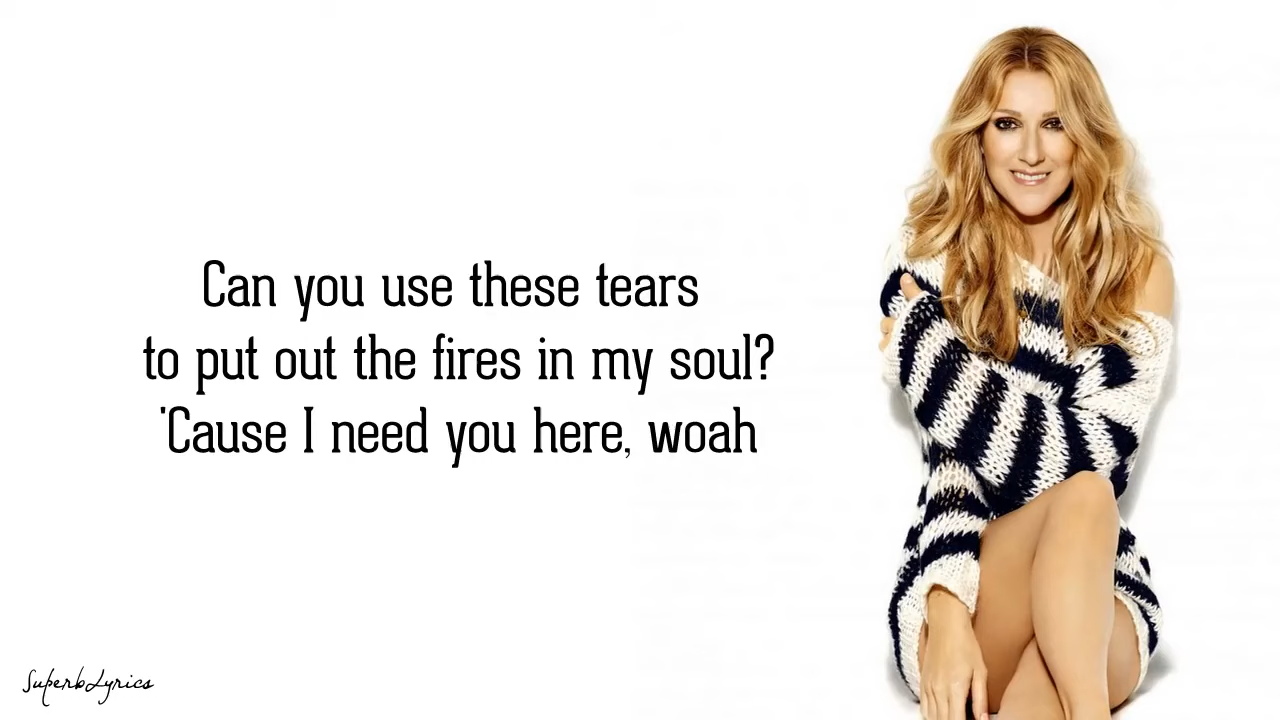 Can you use these tears
to put out the fires in my soul?
'Cause I need you here, woah
SuperbLyrics